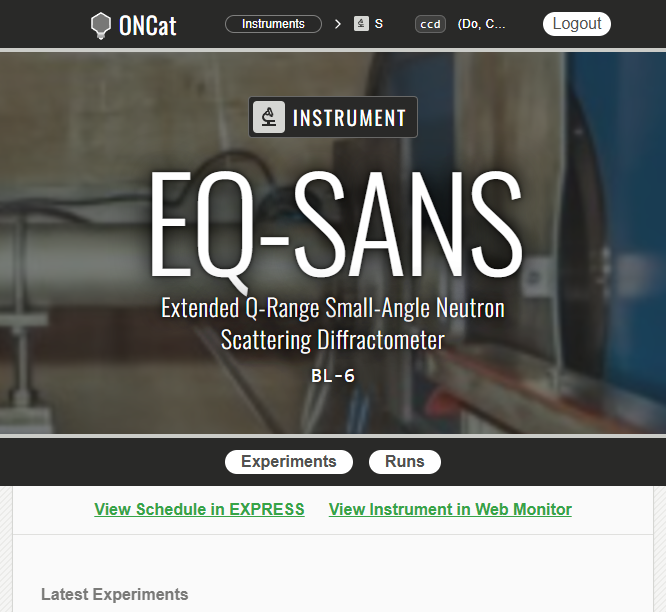 ONCat
Instruments
S
ccd
(Do, C...
Logout
INSTRUMENT
EQ-SANS
Extended Q-Range Small-Angle Neutron
Scattering Diffractometer
BL-6
Experiments
Runs
View Schedule in EXPRESS
View Instrument in Web Monitor
Latest Experiments